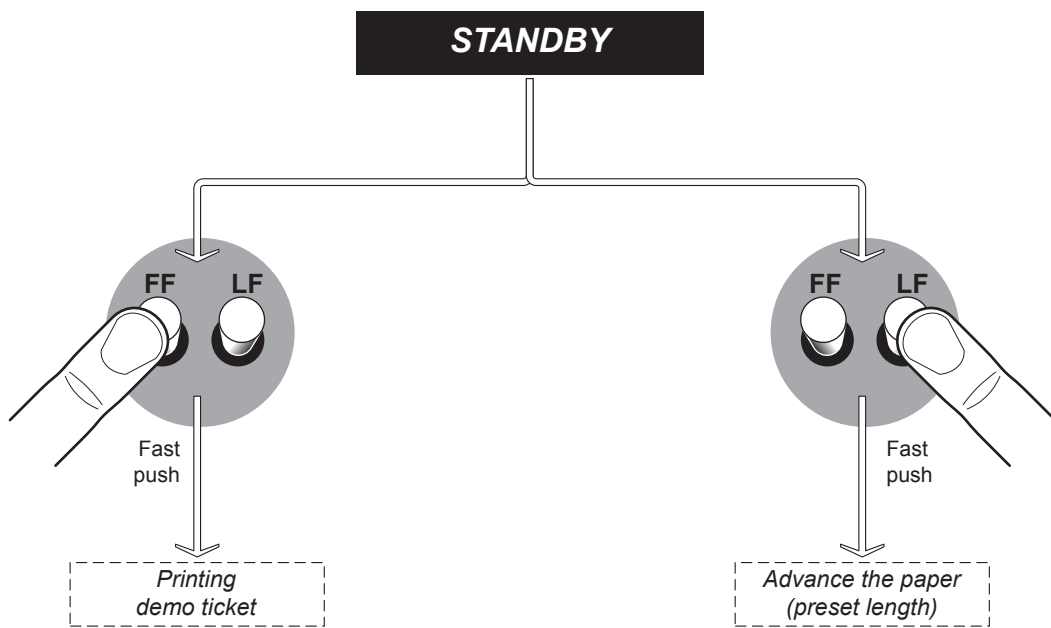 STANDBY
FF LF
FF LF
Fast
push
Fast
push
Printing
demo ticket
Advance the paper
(preset length)